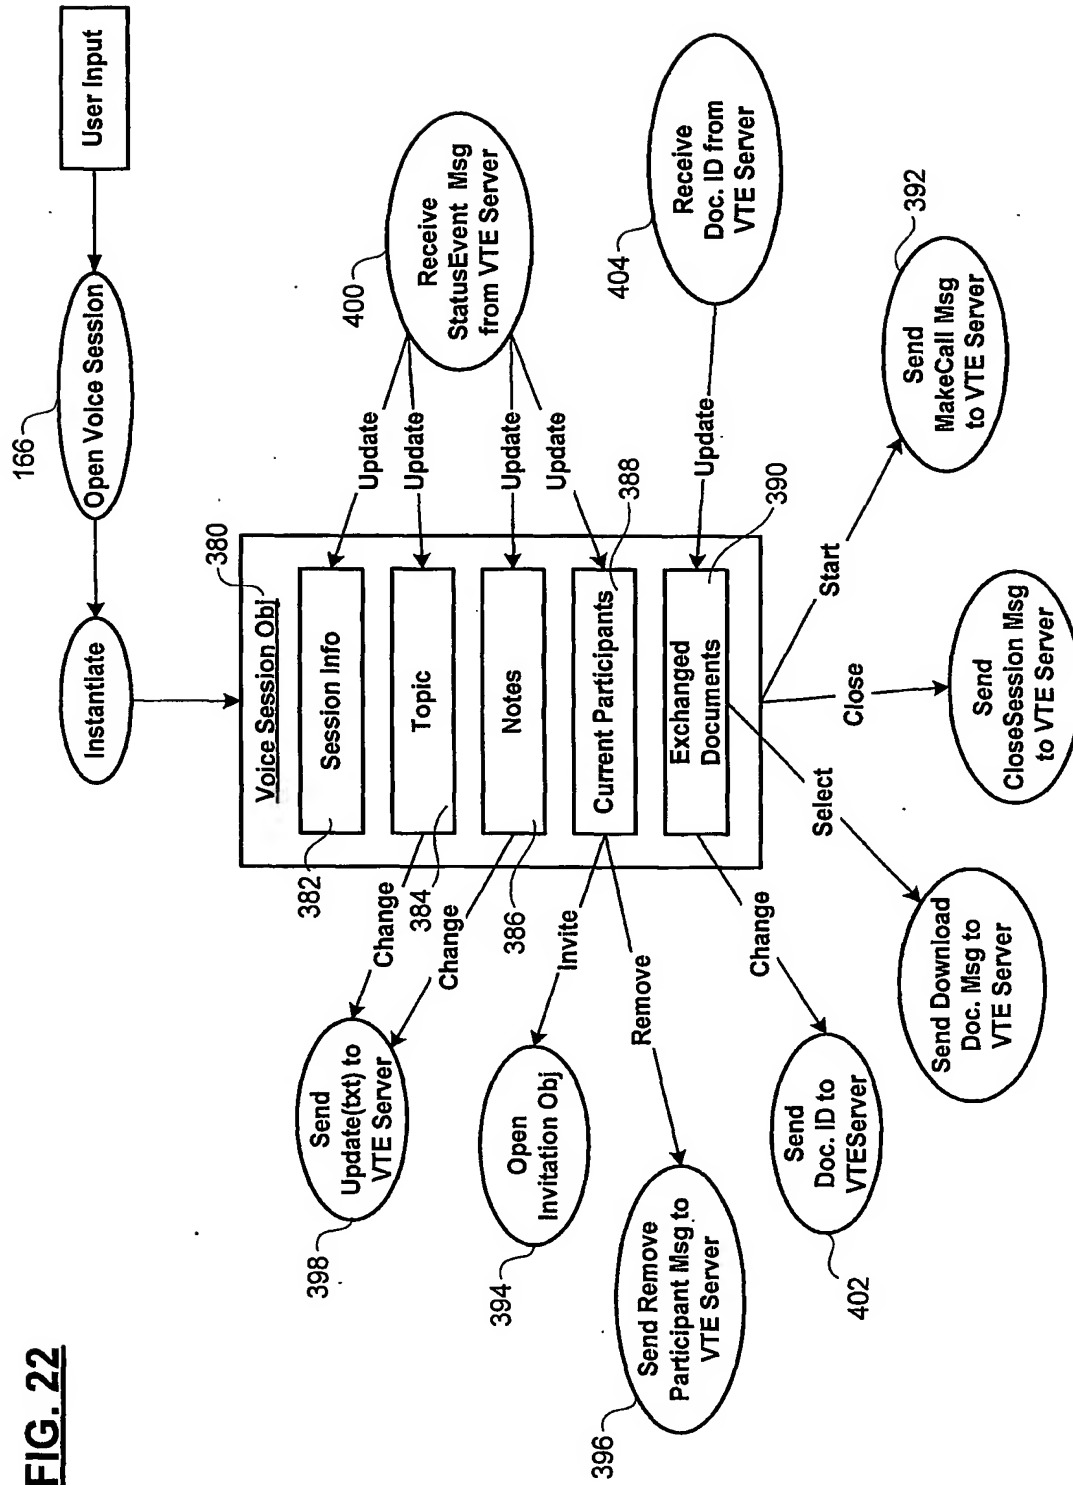 FIG. 22
User Input
166
Open Voice Session
Instantiate
380
Voice Session Obj
Session Info
382
Topic
384
Notes
386
Current Participants
388
Exchanged
Documents
390
400
Receive
StatusEvent Msg
from VTE Server
Update
Update
Update
Update
404
Receive
Doc. ID from
VTE Server
Update
Change
Change
Send
Update(txt) to
VTE Server
398
Invite
Open
Invitation Obj
394
Remove
Send Remove
Participant Msg to
VTE Server
396
Change
Send
Doc. ID to
VTEServer
402
Select
Send Download
Doc. Msg to
VTE Server
Close
Send
CloseSession Msg
to VTE Server
Start
Send
MakeCall Msg
to VTE Server
392